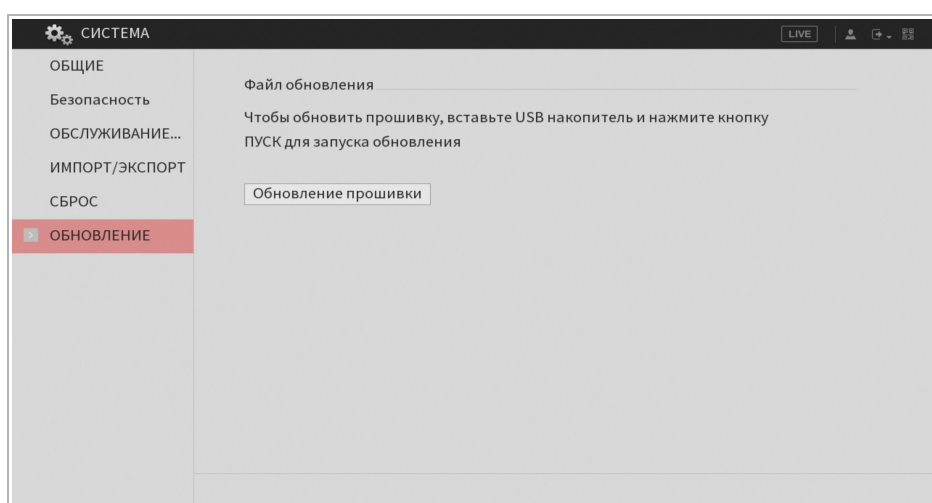 СИСТЕМА
LIVE
ОБЩИЕ
Безопасность
ОБСЛУЖИВАНИЕ...
ИМПОРТ/ЭКСПОРТ
СБРОС
ОБНОВЛЕНИЕ
Файл обновления
Чтобы обновить прошивку, вставьте USB накопитель и нажмите кнопку
ПУСК для запуска обновления
Обновление прошивки